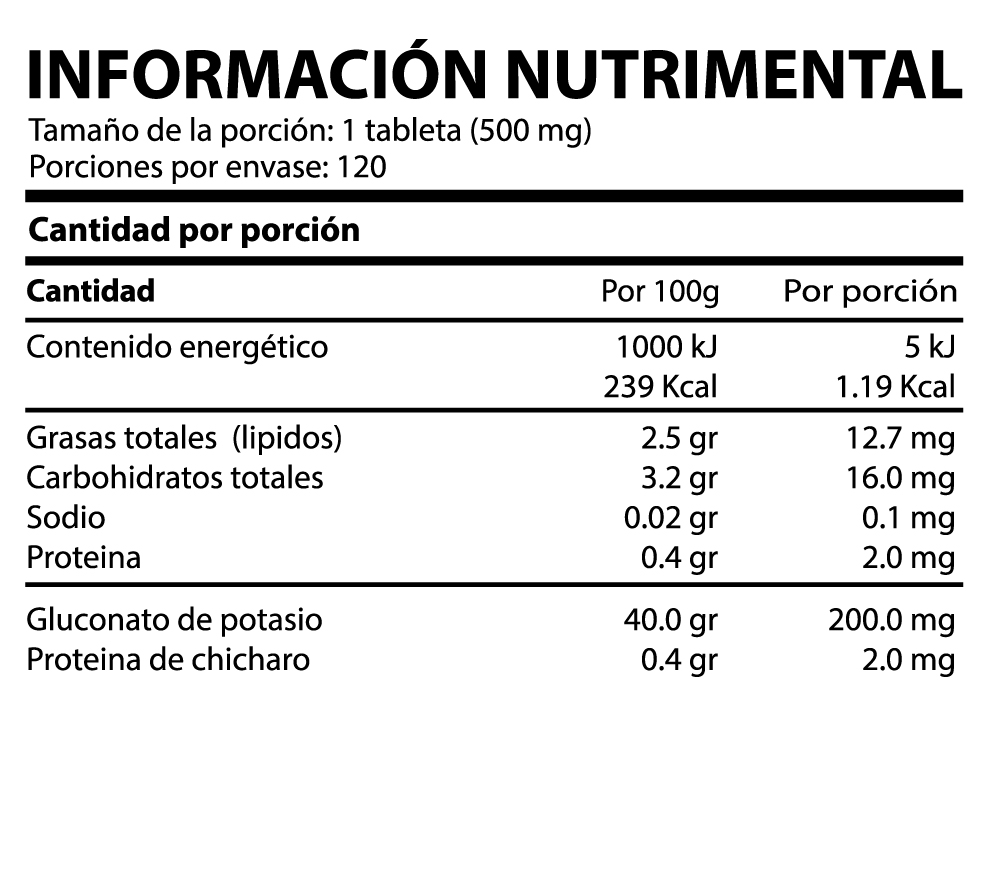 INFORMACIÓN NUTRIMENTAL
Tamaño de la porción: 1 tableta (500 mg)
Porciones por envase: 120
Cantidad por porción
Cantidad Por 100g Por porción
Contenido energético 1000 kJ 5 kJ
239 Kcal 1.19 Kcal
Grasas totales (lipidos) 2.5 gr 12.7 mg
Carbohidratos totales 3.2 gr 16.0 mg
Sodio 0.02 gr 0.1 mg
Proteina 0.4 gr 2.0 mg
Gluconato de potasio 40.0 gr 200.0 mg
Proteina de chicharo 0.4 gr 2.0 mg